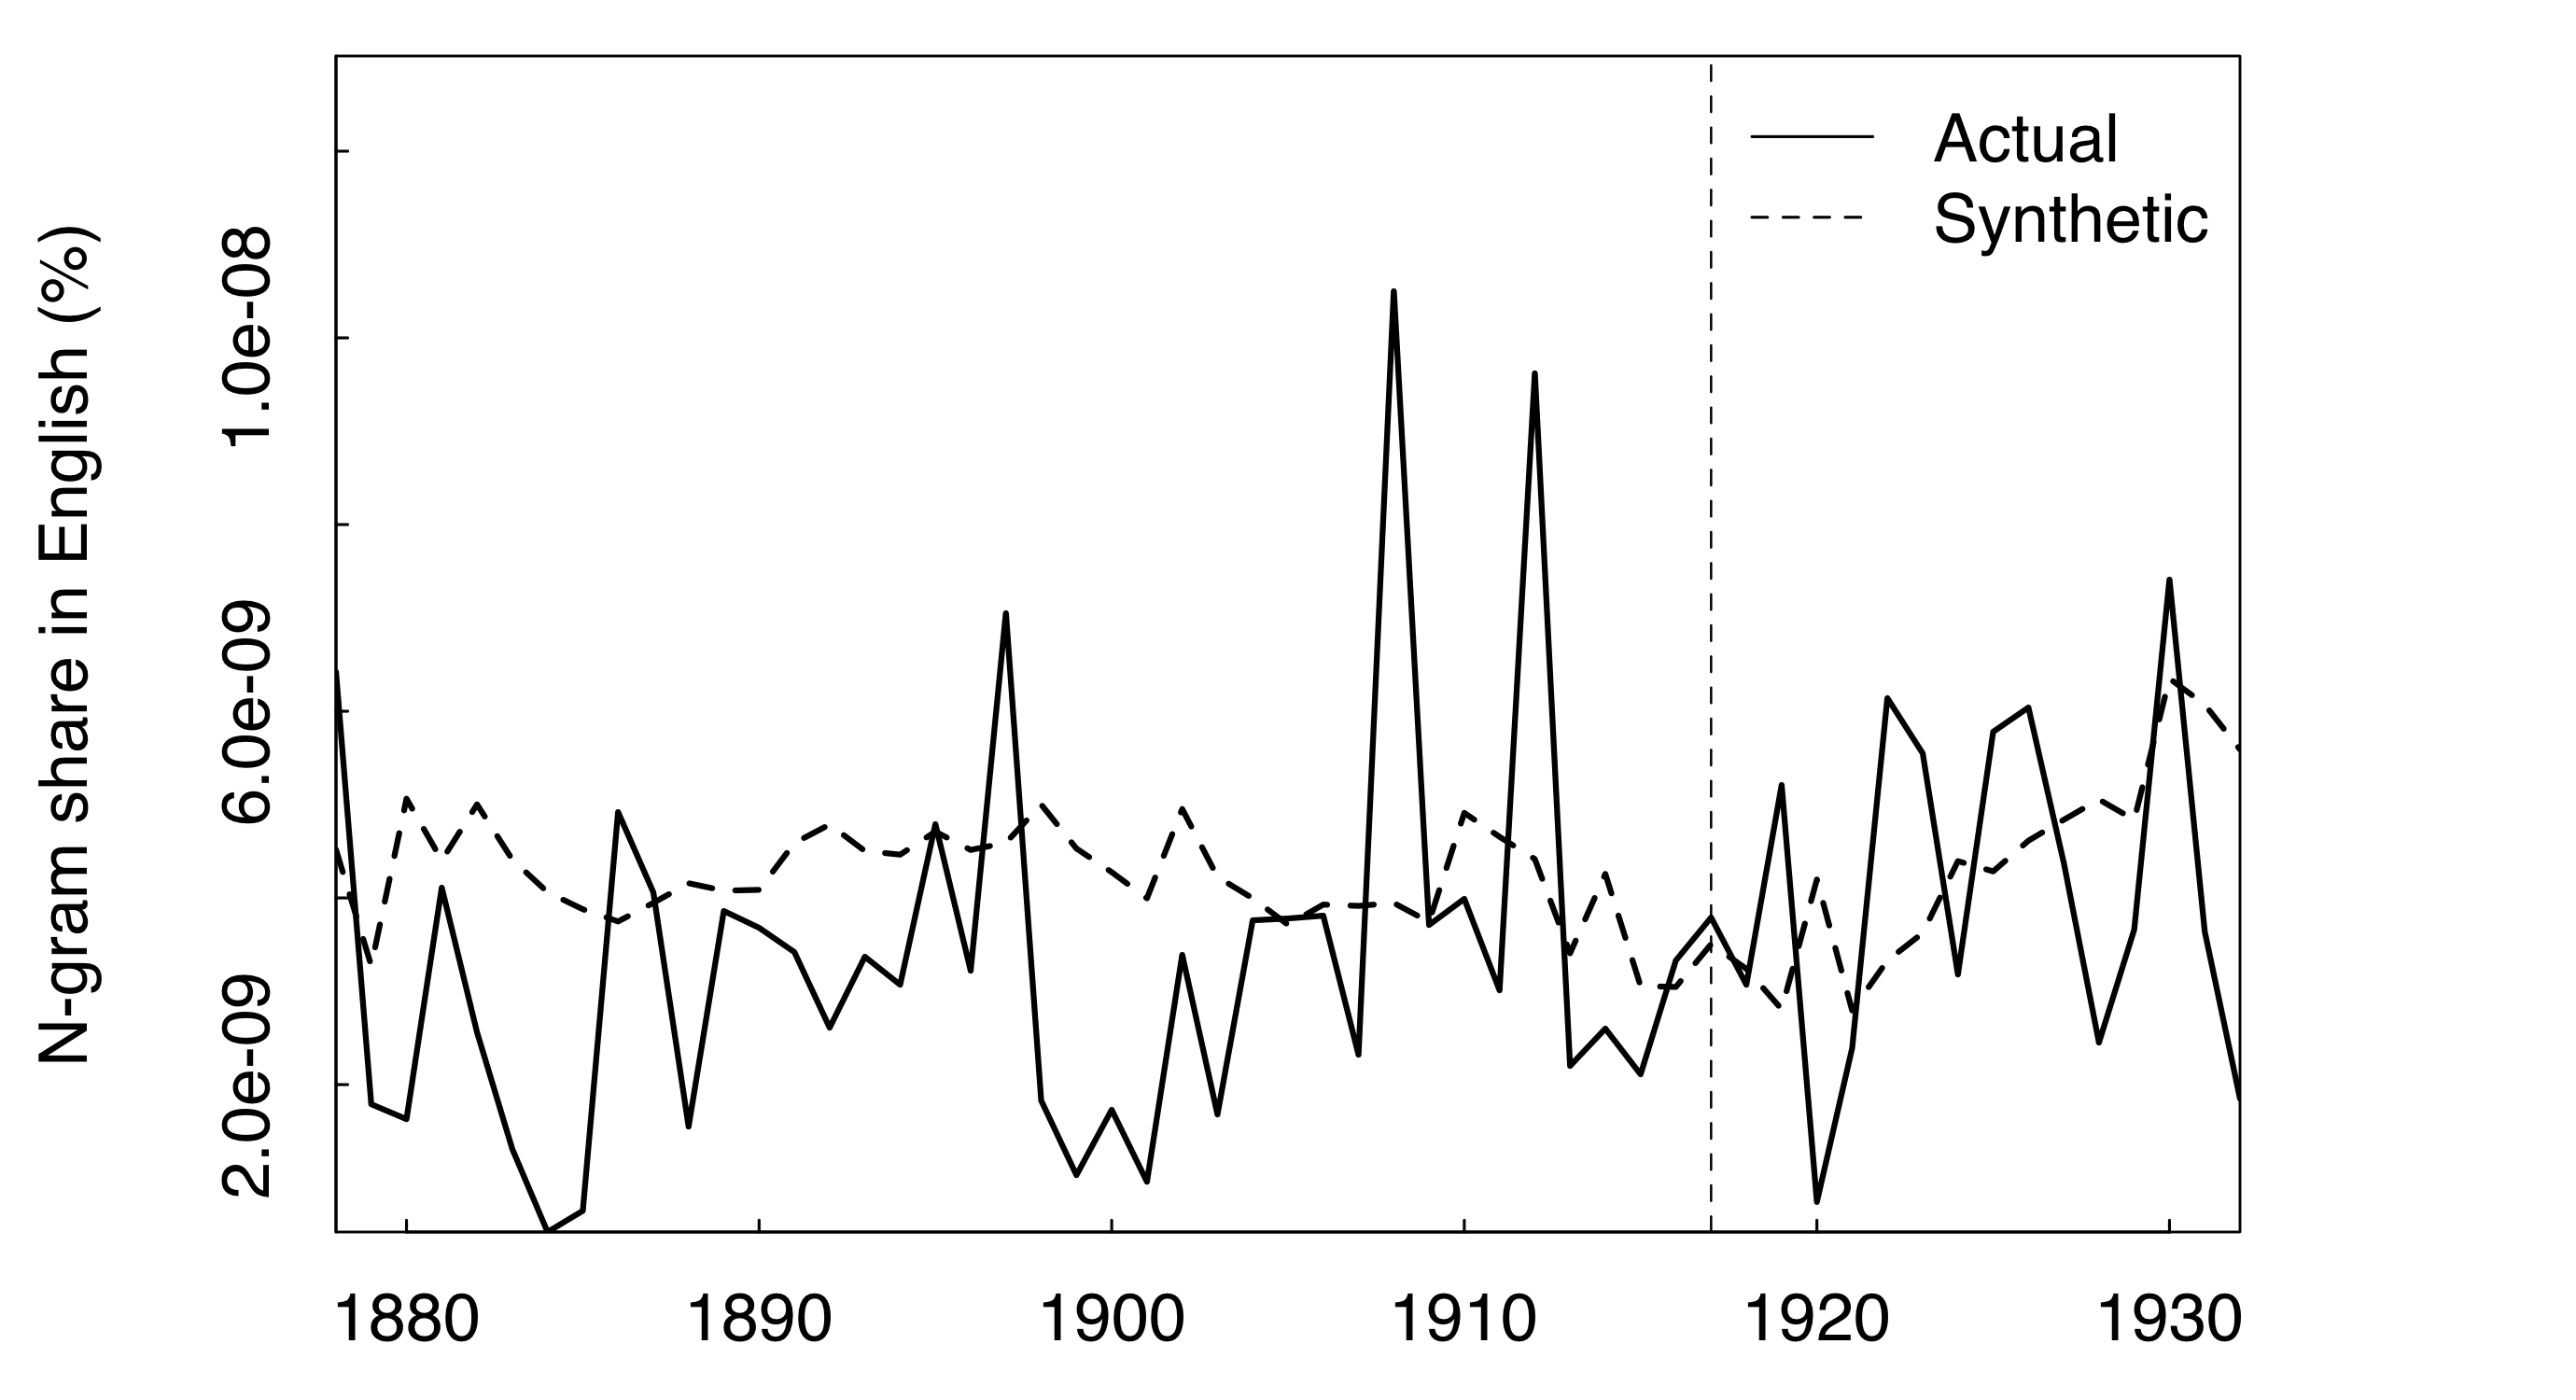 Actual
Synthetic
N-gram share in English (%)
1.0e-08
6.0e-09
2.0e-09
1880 1890 1900 1910 1920 1930